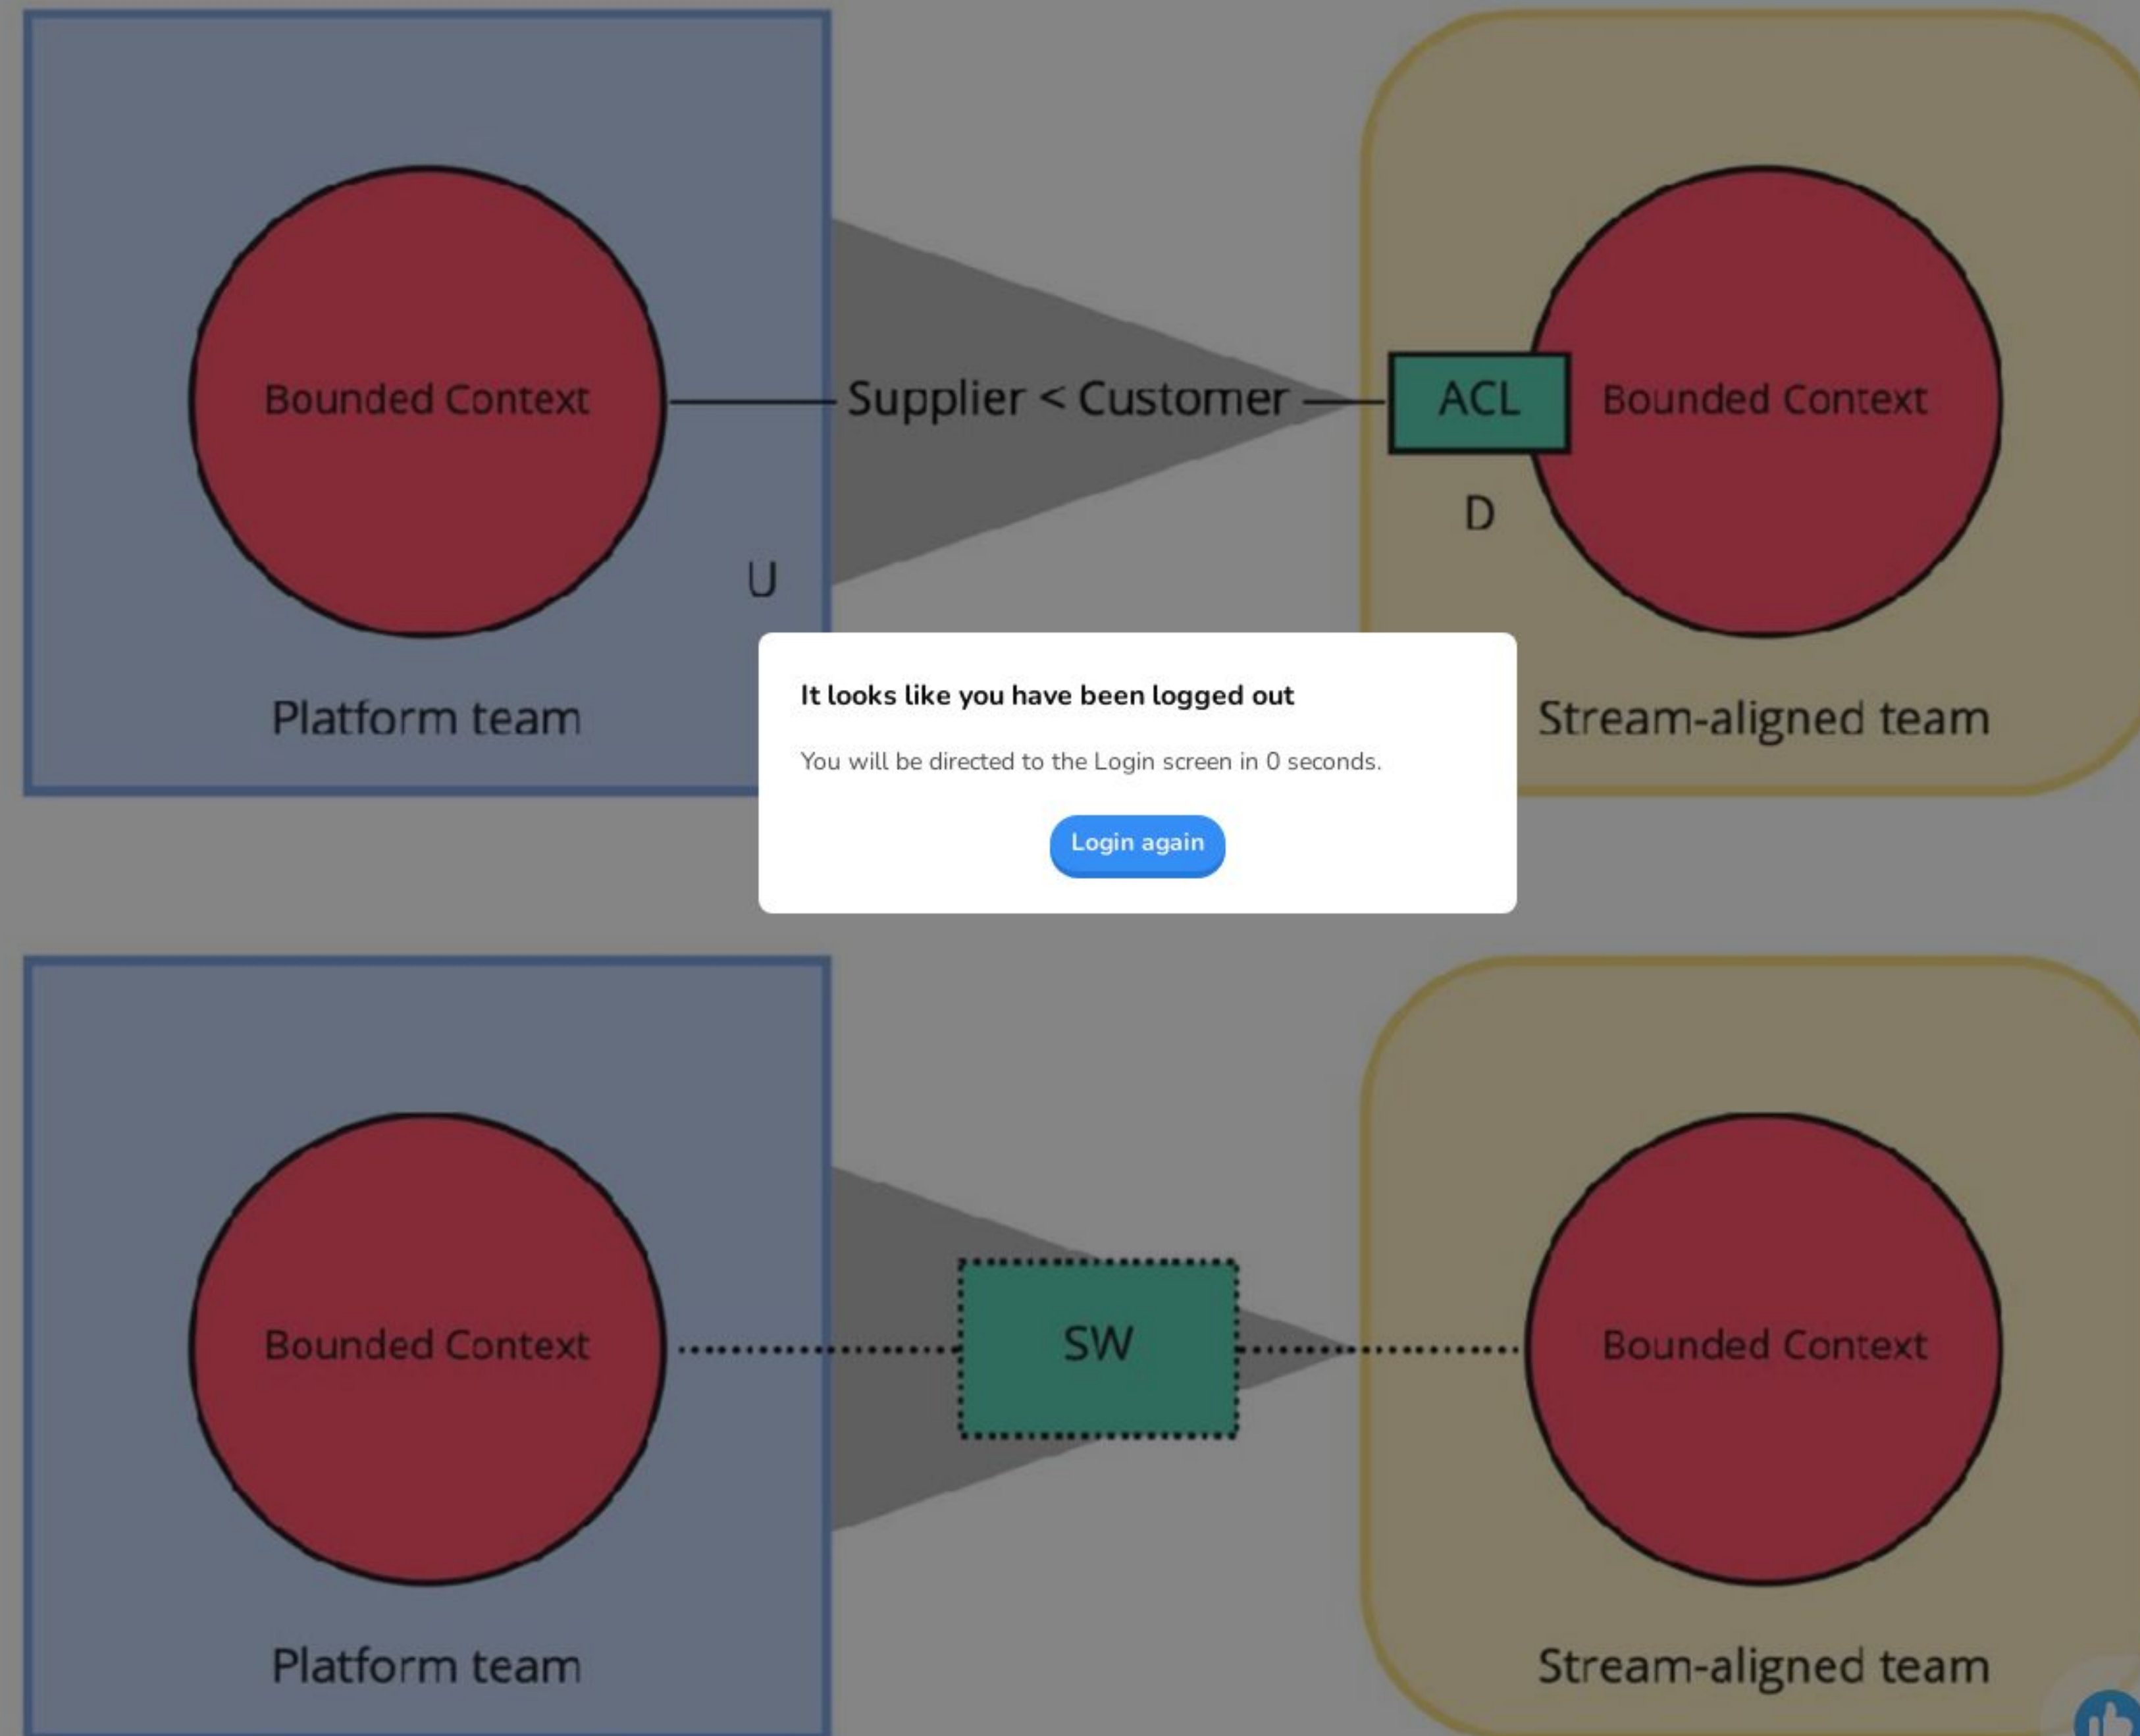 Bounded Context
Supplier < Customer
ACL
Bounded Context
D
U
Platform team
Stream-aligned team
It looks like you have been logged out
You will be directed to the Login screen in 0 seconds.
Login again
Bounded Context
SW
Bounded Context
Platform team
Stream-aligned team